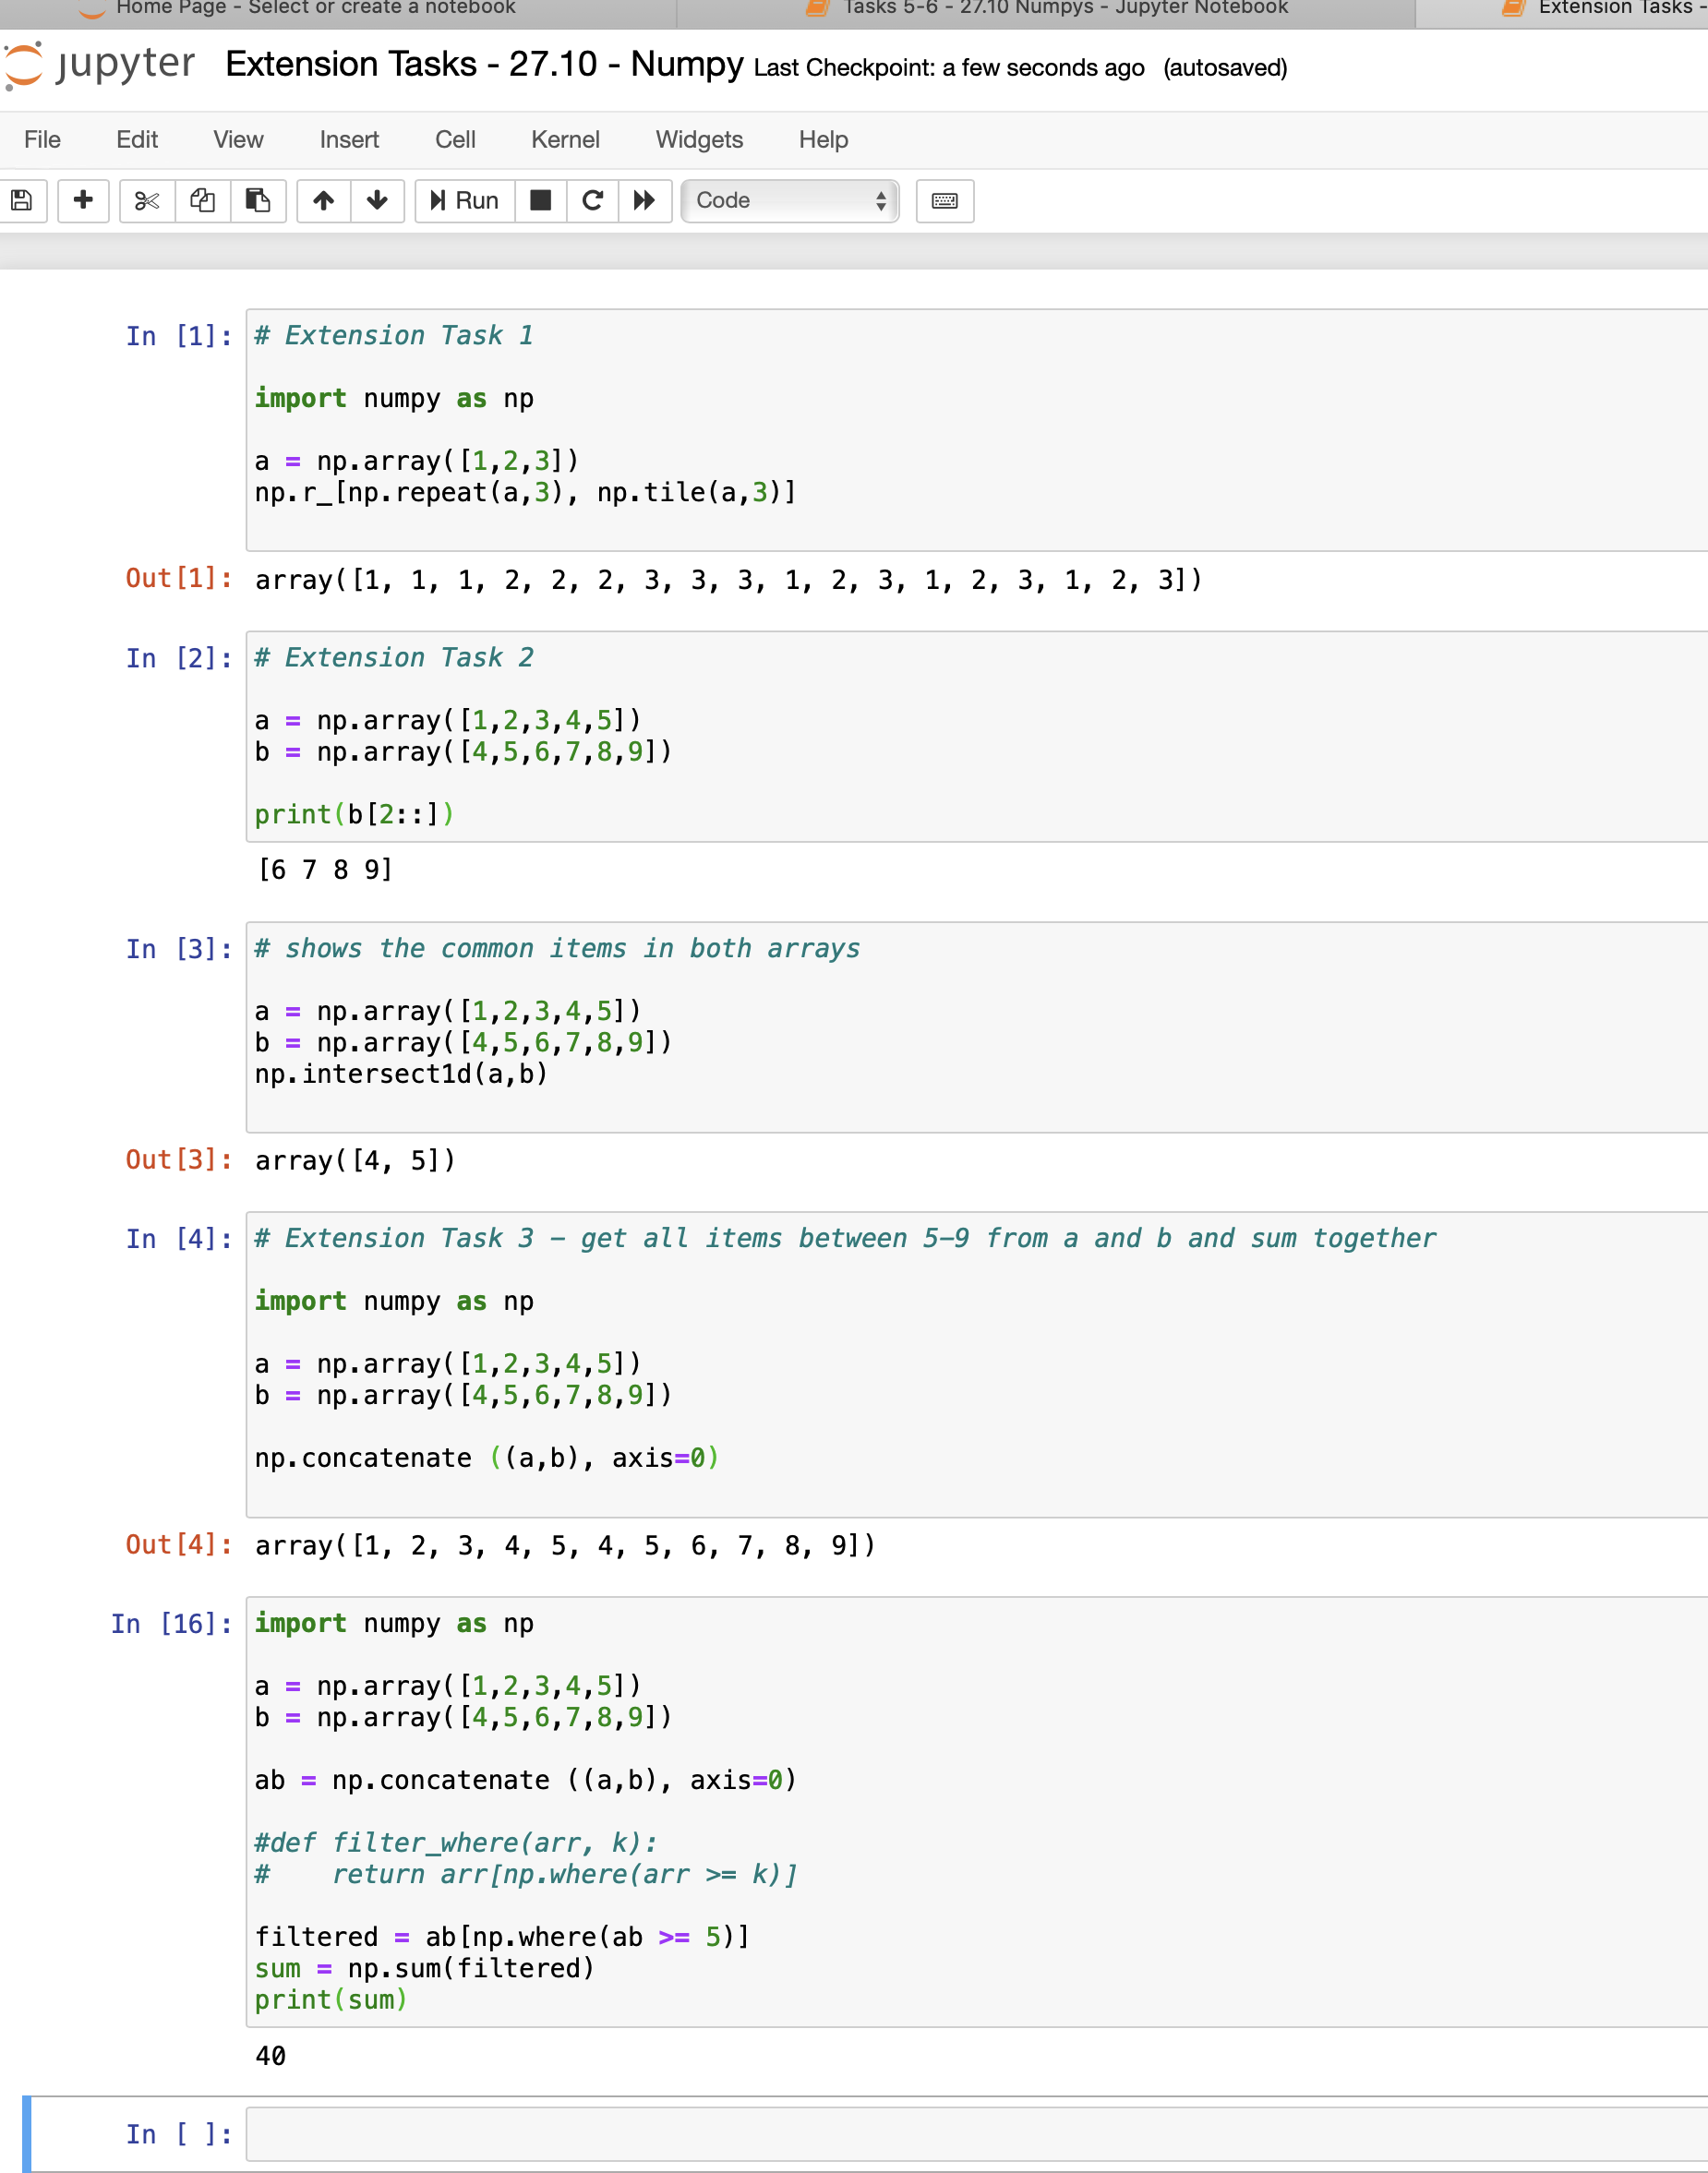 Home Page - Select or create a notebook
Tasks 5-6 - 27.10 Numpys - Jupyter Notebook
Extension Tasks -
jupyter Extension Tasks - 27.10 - Numpy Last Checkpoint: a few seconds ago (autosaved)
File Edit View Insert Cell Kernel Widgets Help
Run Code
In [1]: # Extension Task 1
import numpy as np
a = np.array([1,2,3])
np.r_[np.repeat(a,3), np.tile(a,3)]
Out[1]: array([1, 1, 1, 2, 2, 2, 3, 3, 3, 1, 2, 3, 1, 2, 3, 1, 2, 3])
In [2]: # Extension Task 2
a = np.array([1,2,3,4,5])
b = np.array([4,5,6,7,8,9])
print(b[2::])
[6 7 8 9]
In [3]: # shows the common items in both arrays
a = np.array([1,2,3,4,5])
b = np.array([4,5,6,7,8,9])
np.intersect1d(a,b)
Out[3]: array([4, 5])
In [4]: # Extension Task 3 – get all items between 5–9 from a and b and sum together
import numpy as np
a = np.array([1,2,3,4,5])
b = np.array([4,5,6,7,8,9])
np.concatenate ((a,b), axis=0)
Out[4]: array([1, 2, 3, 4, 5, 4, 5, 6, 7, 8, 9])
In [16]: import numpy as np
a = np.array([1,2,3,4,5])
b = np.array([4,5,6,7,8,9])
ab = np.concatenate ((a,b), axis=0)
#def filter_where(arr, k):
#    return arr[np.where(arr >= k)]
filtered = ab[np.where(ab >= 5)]
sum = np.sum(filtered)
print(sum)
40
In [ ]: